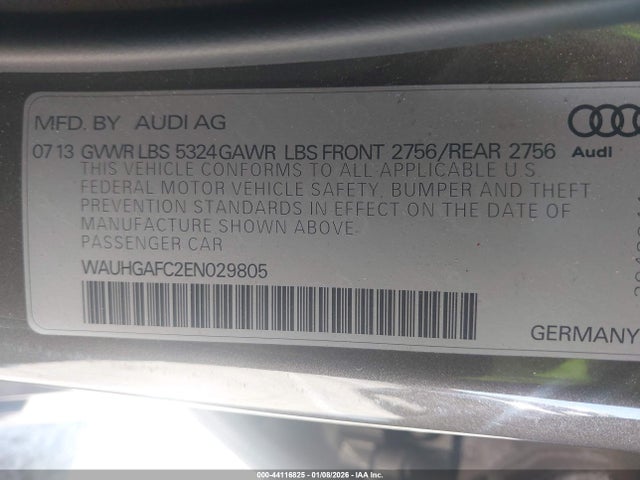 MFD. BY AUDI AG
07 13 GVWR LBS 5324 GAWR LBS FRONT 2756/REAR 2756
Audi
THIS VEHICLE CONFORMS TO ALL APPLICABLE U.S.
FEDERAL MOTOR VEHICLE SAFETY, BUMPER AND THEFT
PREVENTION STANDARDS IN EFFECT ON THE DATE OF
MANUFACTURE SHOWN ABOVE.
PASSENGER CAR
WAUHGAFC2EN029805
GERMANY
000-44116825 | 01/08/2026 - IAA